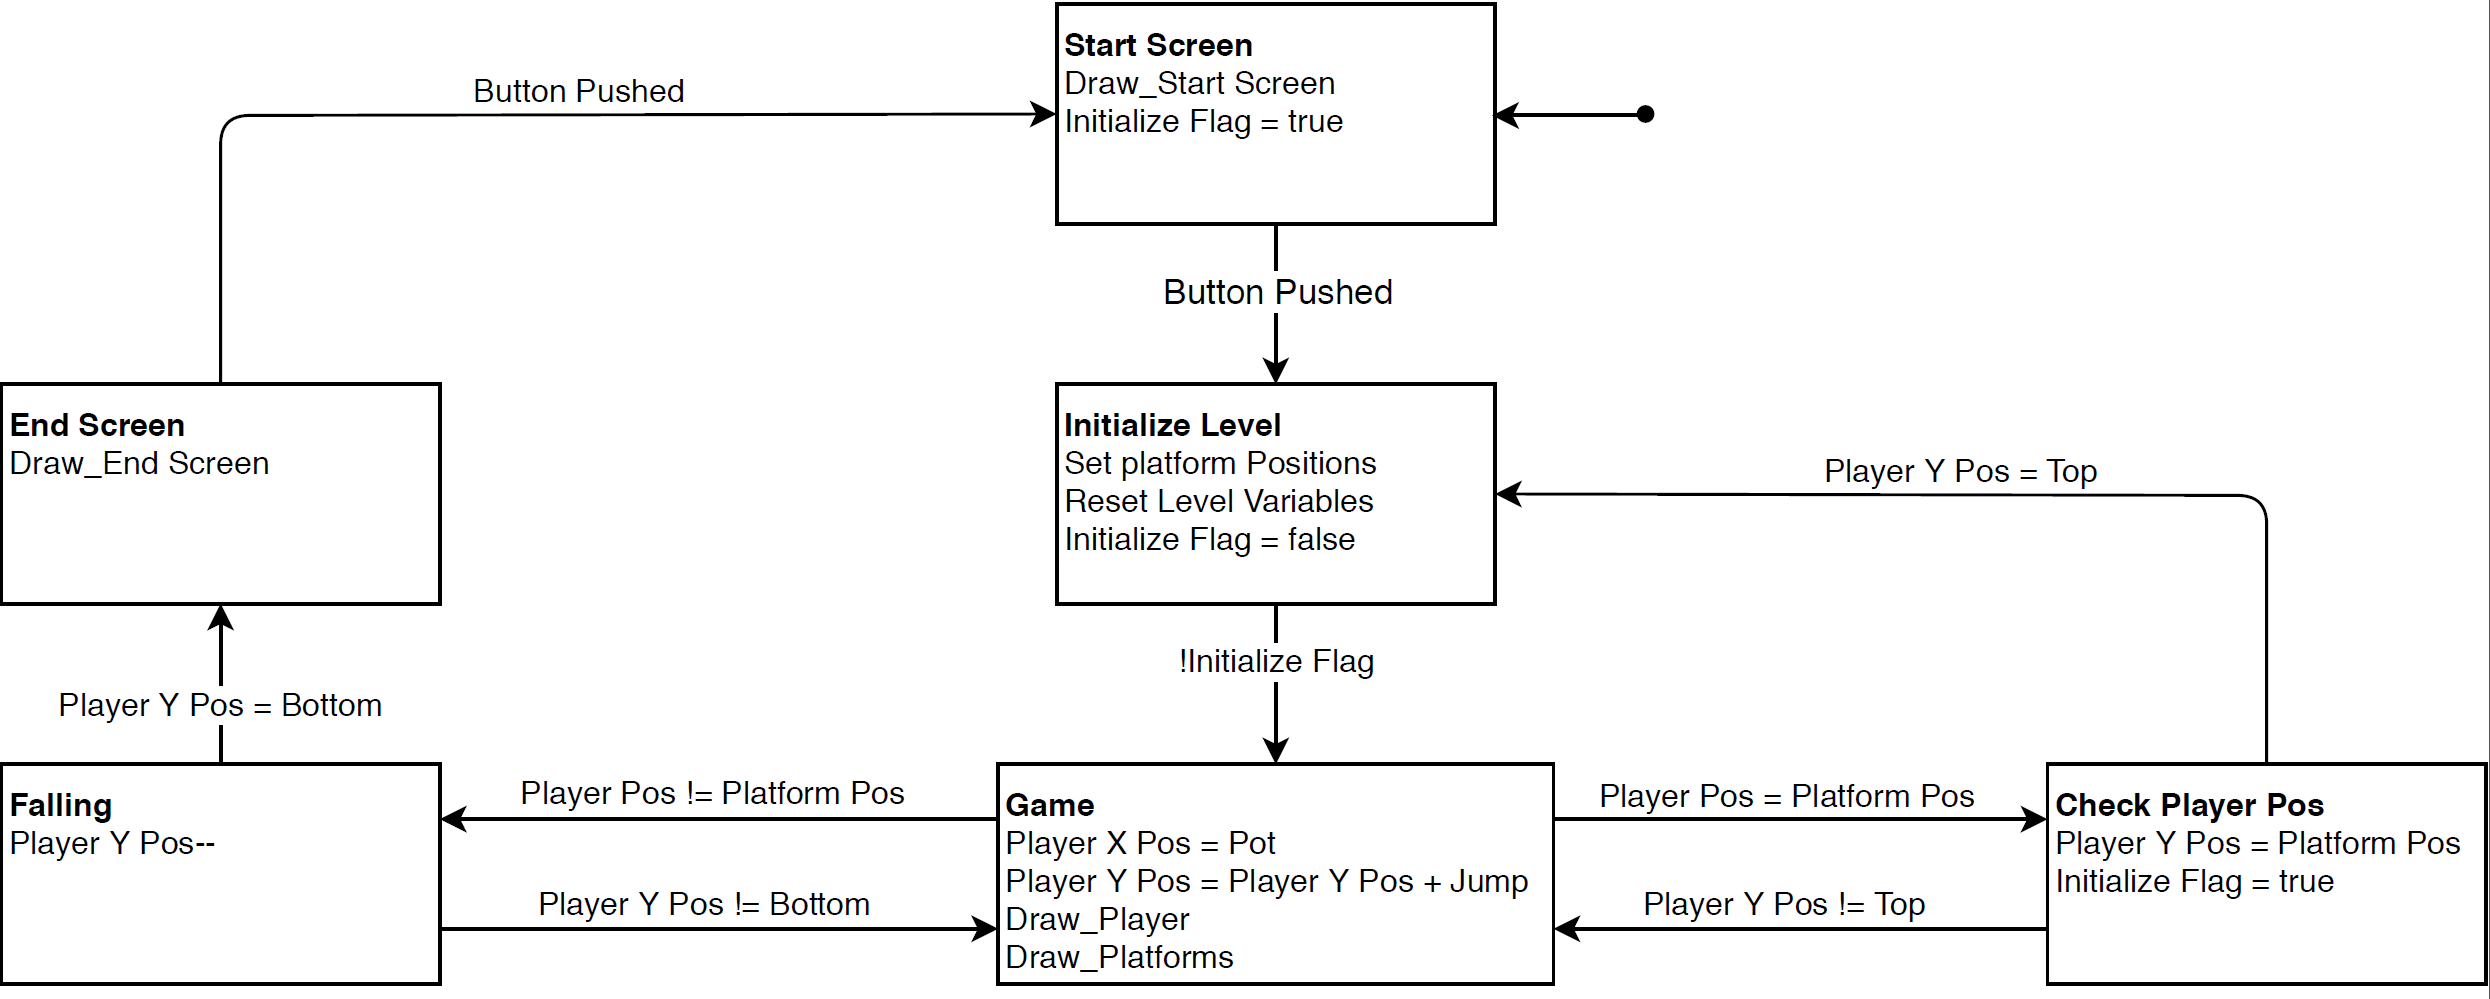 Start Screen
Draw_Start Screen
Initialize Flag = true
Button Pushed
Button Pushed
End Screen
Draw_End Screen
Initialize Level
Set platform Positions
Reset Level Variables
Initialize Flag = false
Player Y Pos = Top
!Initialize Flag
Player Y Pos = Bottom
Falling
Player Y Pos--
Player Pos != Platform Pos
Player Y Pos != Bottom
Game
Player X Pos = Pot
Player Y Pos = Player Y Pos + Jump
Draw_Player
Draw_Platforms
Player Pos = Platform Pos
Player Y Pos != Top
Check Player Pos
Player Y Pos = Platform Pos
Initialize Flag = true